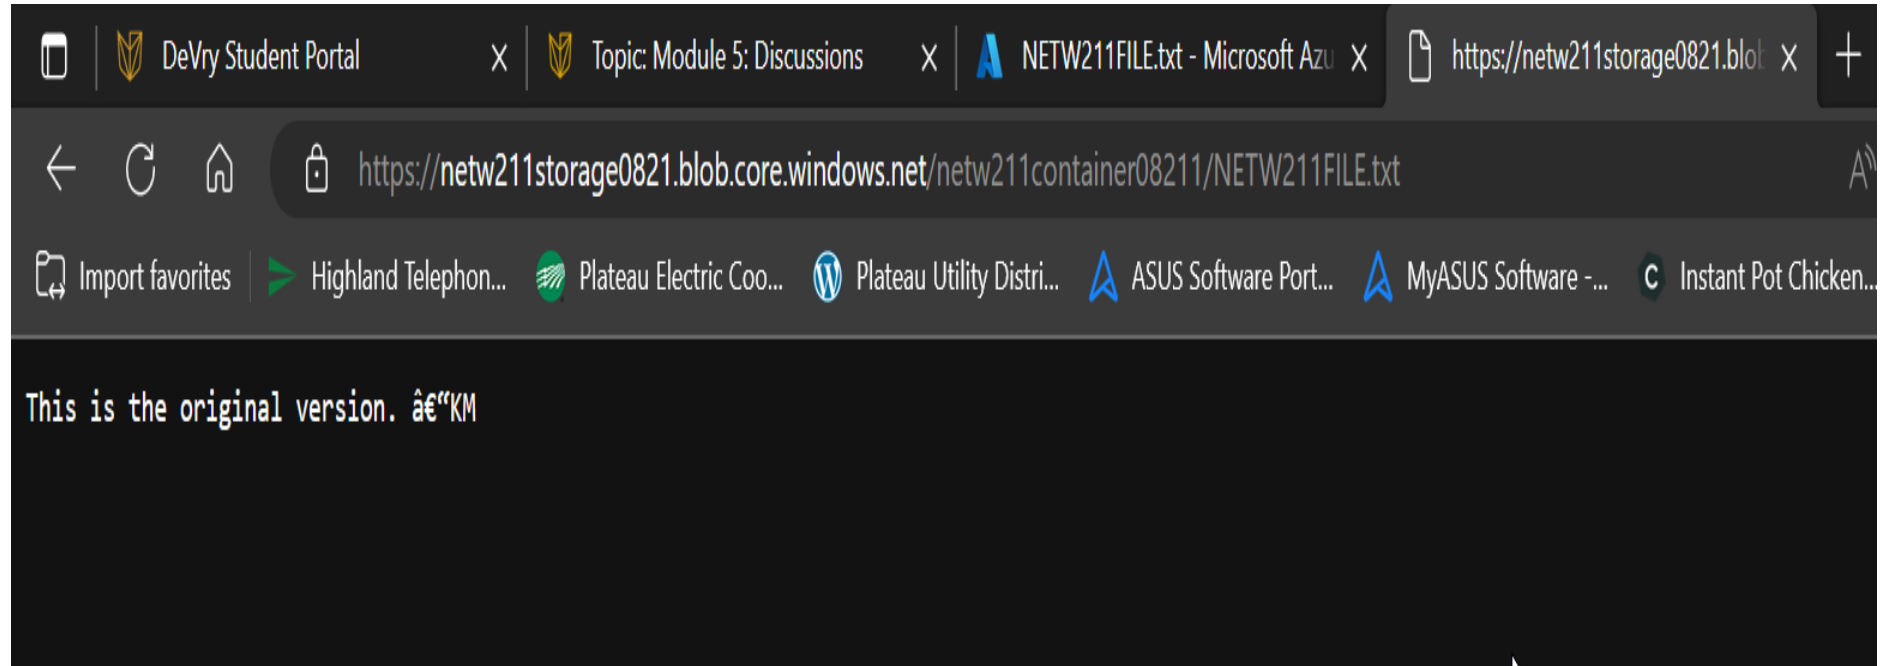 DeVry Student Portal
Topic: Module 5: Discussions
NETW211FILE.txt - Microsoft Azu
https://netw211storage0821.blob
https://netw211storage0821.blob.core.windows.net/netw211container08211/NETW211FILE.txt
Import favorites
Highland Telephon...
Plateau Electric Coo...
Plateau Utility Distri...
ASUS Software Port...
MyASUS Software -...
Instant Pot Chicken...
This is the original version. â€“KM